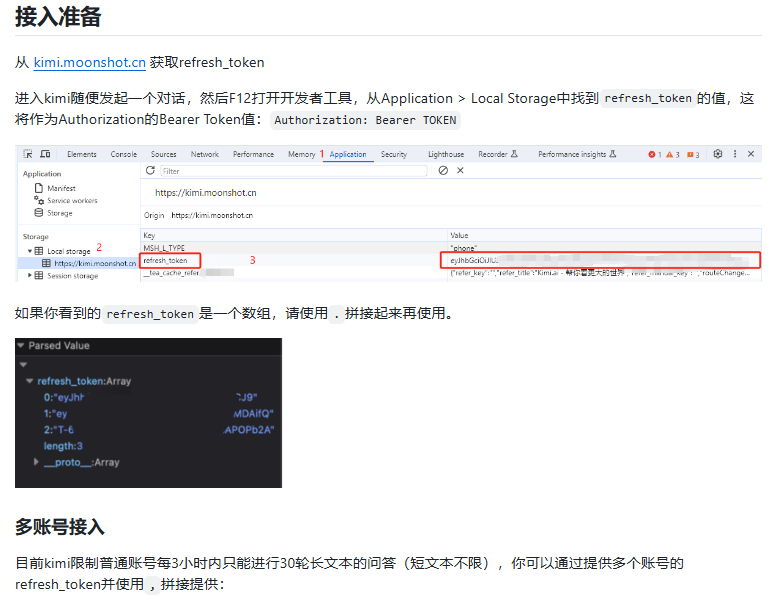 接入准备
从 kimi.moonshot.cn 获取refresh_token
进入kimi随便发起一个对话，然后F12打开开发者工具，从Application > Local Storage中找到 refresh_token 的值，这
将作为Authorization的Bearer Token值： Authorization: Bearer TOKEN
Elements Console Sources Network Performance Memory 1 Application Security Lighthouse Recorder Performance insights 1 3 3
Application
Manifest
Service workers
Storage
Storage
Local storage 2
https://kimi.moonshot.cn
Session storage
Filter
https://kimi.moonshot.cn
Origin https://kimi.moonshot.cn
Key Value
MSH_L_TYPE "phone"
refresh_token 3 eyJhbGciOiJIU
__tea_cache_refer {"refer_key":"","refer_title":"Kimi.ai - 帮你看更大的世界","refer_manual_key":"","routeChange...
如果你看到的 refresh_token 是一个数组，请使用 . 拼接起来再使用。
Parsed Value
refresh_token:Array
0:"eyJhh CJ9"
1:"ey MDAifQ"
2:"T-6 APOPb2A"
length:3
__proto__:Array
多账号接入
目前kimi限制普通账号每3小时内只能进行30轮长文本的问答（短文本不限），你可以通过提供多个账号的
refresh_token并使用 , 拼接提供：